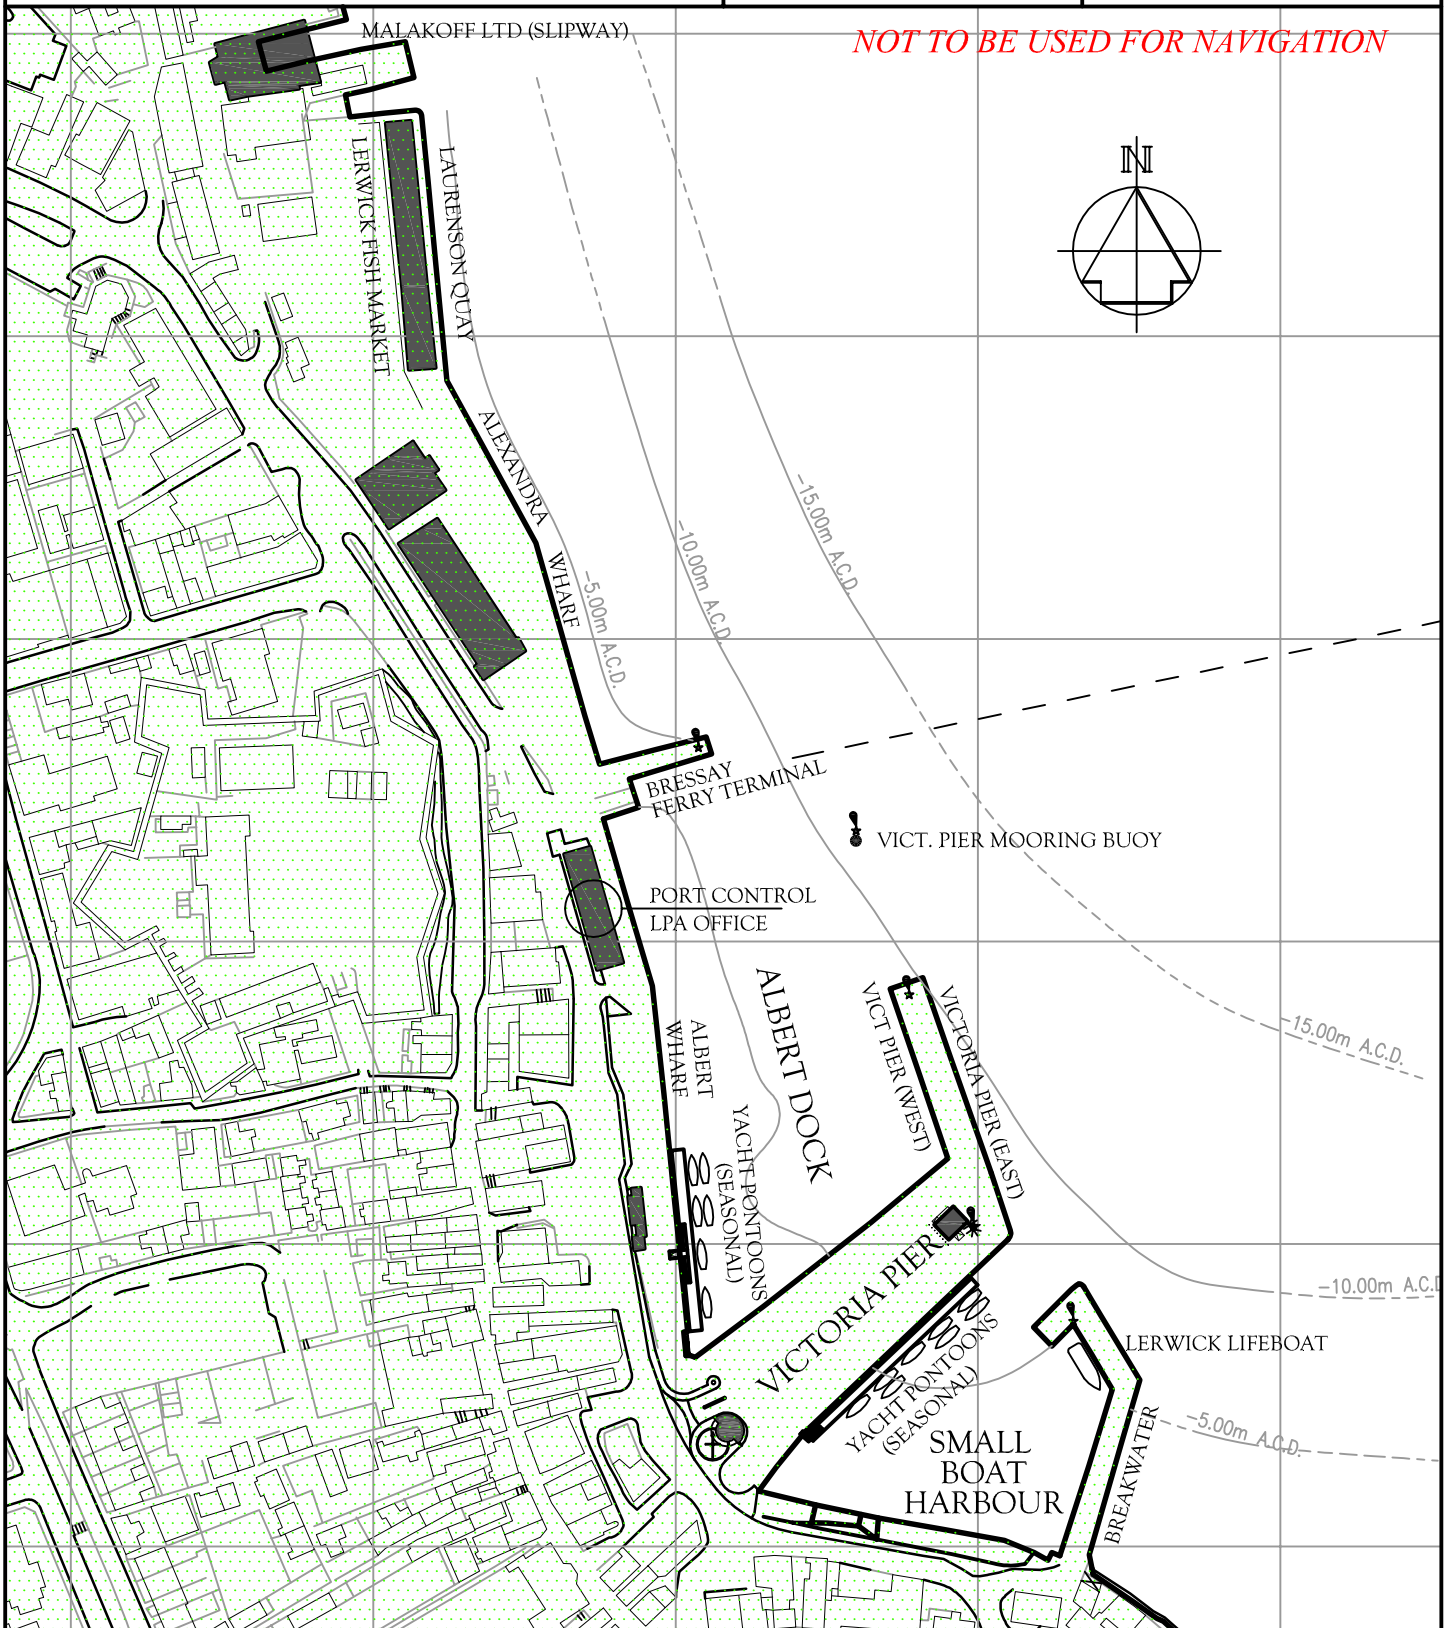 MALAKOFF LTD (SLIPWAY)
NOT TO BE USED FOR NAVIGATION
N
LERWICK FISH MARKET
LAURENSON QUAY
ALEXANDRA
WHARF
-5.00m A.C.D.
-10.00m A.C.D.
-15.00m A.C.D.
BRESSAY
FERRY TERMINAL
VICT. PIER MOORING BUOY
PORT CONTROL
LPA OFFICE
ALBERT DOCK
VICT PIER (WEST)
VICTORIA PIER (EAST)
ALBERT
WHARF
-15.00m A.C.D.
YACHT PONTOONS
(SEASONAL)
VICTORIA PIER
-10.00m A.C.D
LERWICK LIFEBOAT
YACHT PONTOONS
(SEASONAL)
-5.00m A.C.D.
SMALL
BOAT
HARBOUR
BREAKWATER